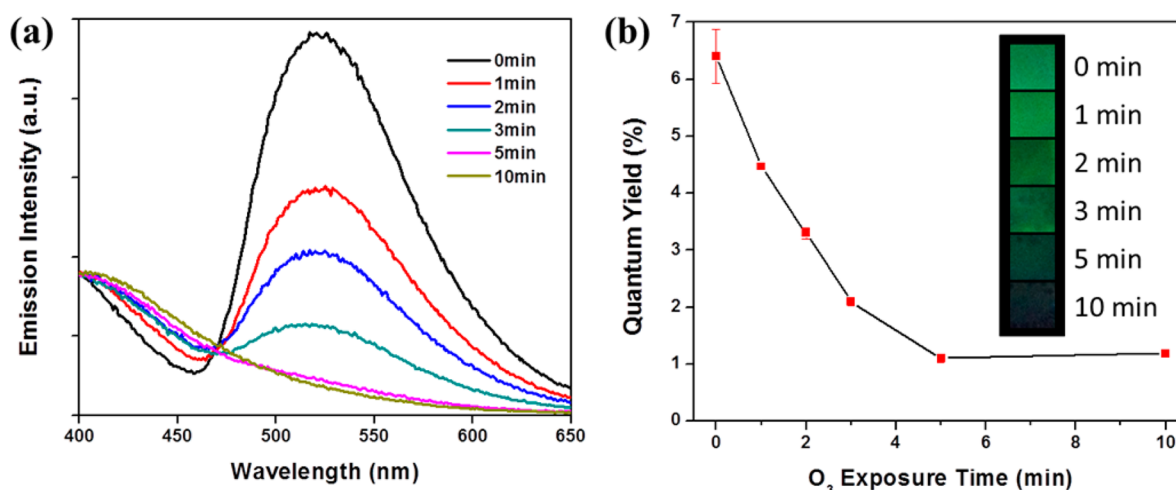 (a)
Emission Intensity (a.u.)
0min
1min
2min
3min
5min
10min
400 450 500 550 600 650
Wavelength (nm)
(b)
Quantum Yield (%)
7
6
5
4
3
2
1
0
0 min
1 min
2 min
3 min
5 min
10 min
0 2 4 6 8 10
O3 Exposure Time (min)